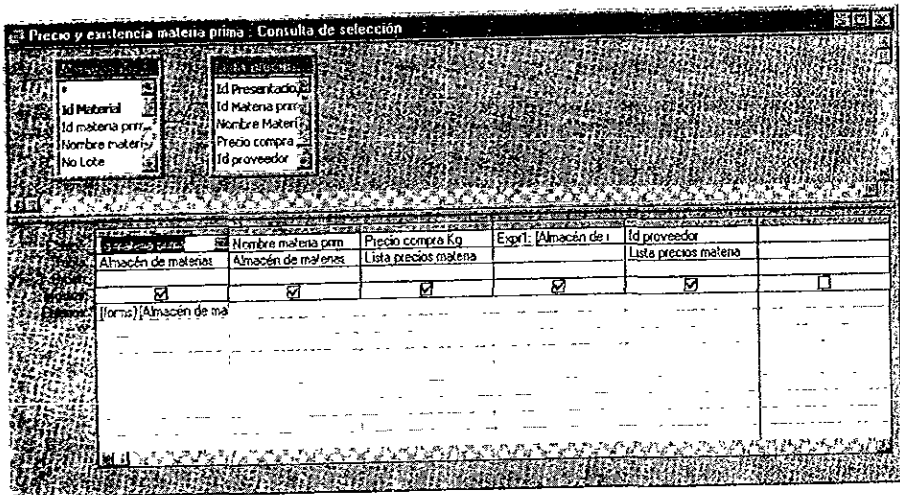 Precio y existencia materia prima : Consulta de selección
*
Id Material
Id materia prim
Nombre materi
No Lote
Id Presentació
Id Materia prim
Nombre Materi
Precio compra
Id proveedor
Nombre materia prim Precio compra Kg Expr1: [Almacén de Id proveedor
Almacén de materias Almacén de materias Lista precios materia Lista precios materia
[forms]![Almacén de ma